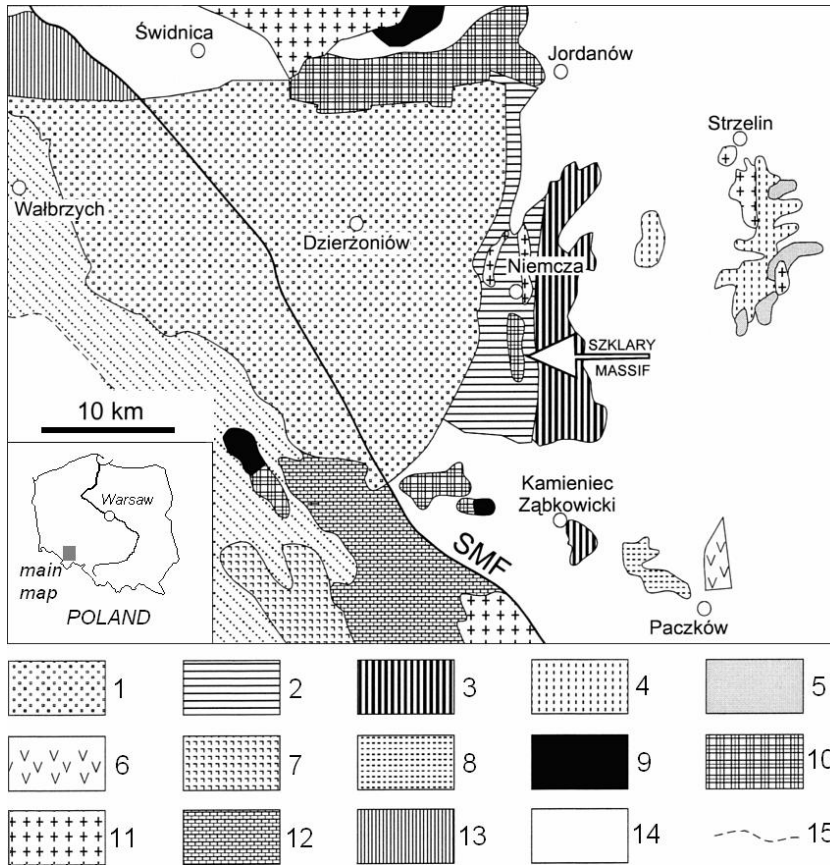 Świdnica
Jordanów
Strzelin
Wałbrzych
Dzierżoniów
Niemcza
SZKLARY
MASSIF
10 km
Kamieniec
Ząbkowicki
SMF
Warsaw
main
map
POLAND
Paczków
1 2 3 4 5
6 7 8 9 10
11 12 13 14 15